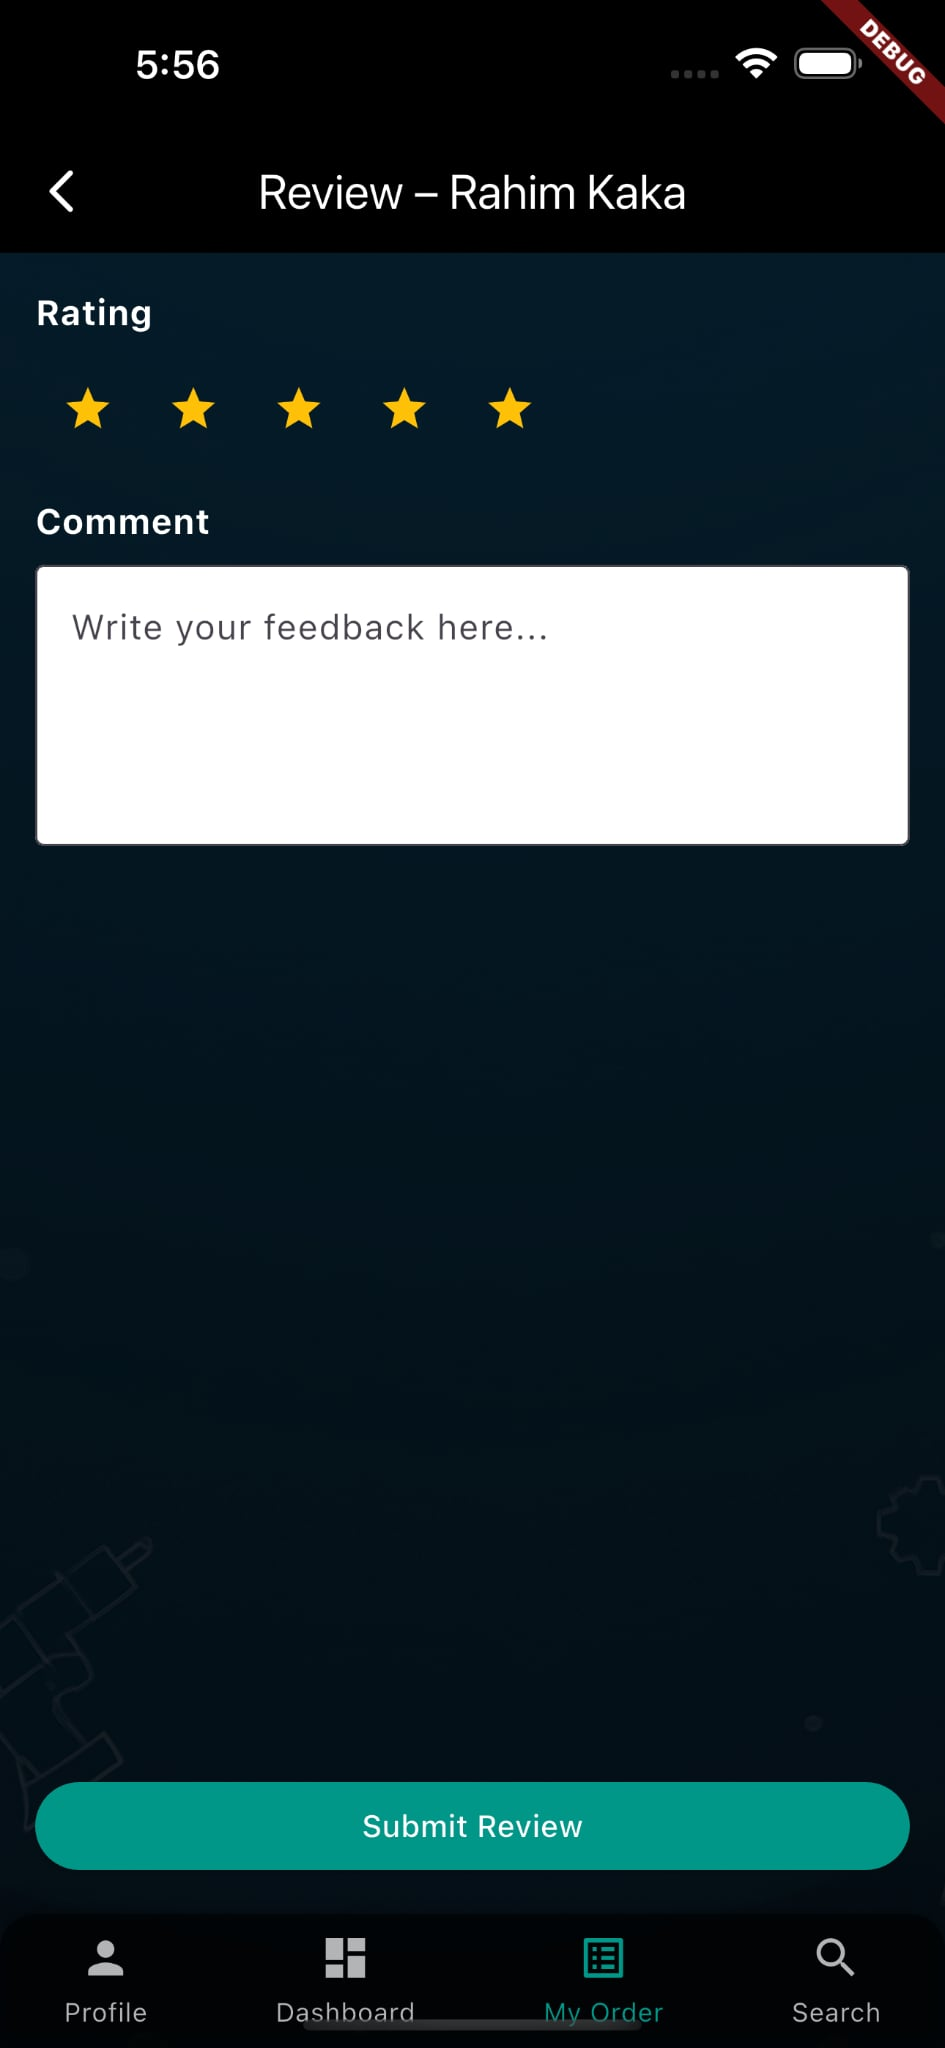 5:56
DEBUG
Review – Rahim Kaka
Rating
Comment
Write your feedback here...
Submit Review
Profile
Dashboard
My Order
Search